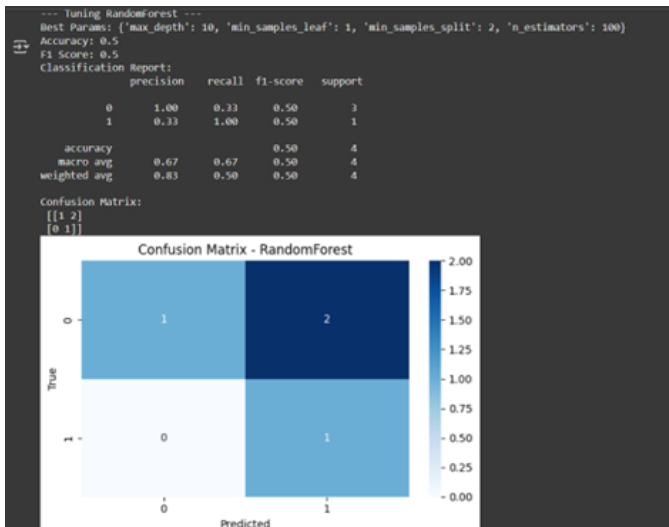 --- Tuning RandomForest ---
Best Params: {'max_depth': 10, 'min_samples_leaf': 1, 'min_samples_split': 2, 'n_estimators': 100}
Accuracy: 0.5
F1 Score: 0.5
Classification Report:
precision recall f1-score support
0 1.00 0.33 0.50 3
1 0.33 1.00 0.50 1
accuracy 0.50 4
macro avg 0.67 0.67 0.50 4
weighted avg 0.83 0.50 0.50 4
Confusion Matrix:
[[1 2]
[0 1]]
Confusion Matrix - RandomForest
2.00
1.75
1.50
1.25
1.00
0.75
0.50
0.25
0.00
True
0
1
1 2
0 1
0 1
Predicted